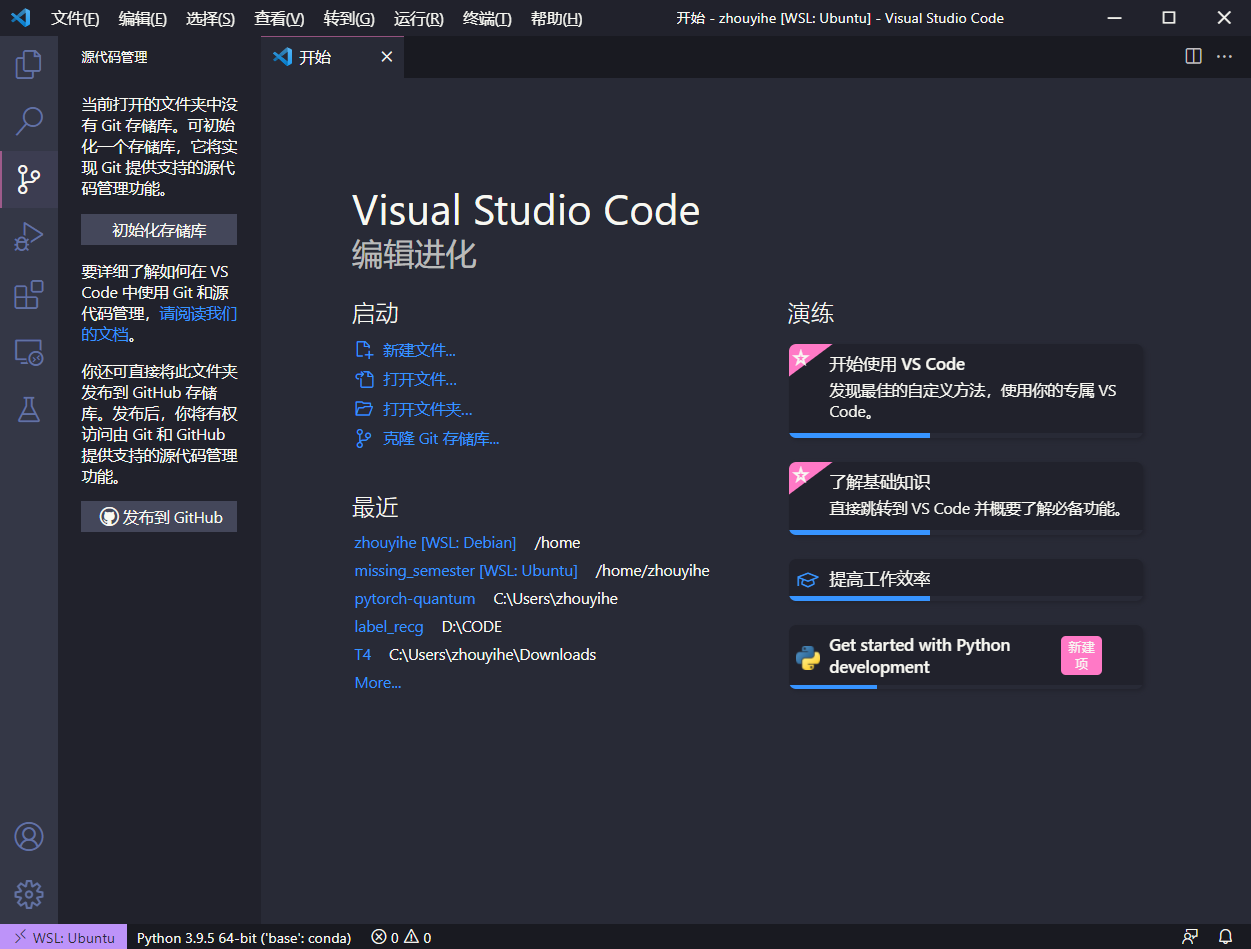 文件(F) 编辑(E) 选择(S) 查看(V) 转到(G) 运行(R) 终端(T) 帮助(H) 开始 - zhouyihe [WSL: Ubuntu] - Visual Studio Code
源代码管理
当前打开的文件夹中没
有 Git 存储库。可初始
化一个存储库，它将实
现 Git 提供支持的源代
码管理功能。
初始化存储库
要详细了解如何在 VS
Code 中使用 Git 和源
代码管理，请阅读我们
的文档。
你还可直接将此文件夹
发布到 GitHub 存储
库。发布后，你将有权
访问由 Git 和 GitHub
提供支持的源代码管理
功能。
发布到 GitHub
开始
Visual Studio Code
编辑进化
启动
新建文件...
打开文件...
打开文件夹...
克隆 Git 存储库...
最近
zhouyihe [WSL: Debian] /home
missing_semester [WSL: Ubuntu] /home/zhouyihe
pytorch-quantum C:\Users\zhouyihe
label_recg D:\CODE
T4 C:\Users\zhouyihe\Downloads
More...
演练
开始使用 VS Code
发现最佳的自定义方法，使用你的专属 VS
Code。
了解基础知识
直接跳转到 VS Code 并概要了解必备功能。
提高工作效率
Get started with Python
development
新建
项
WSL: Ubuntu Python 3.9.5 64-bit ('base': conda) 0 0